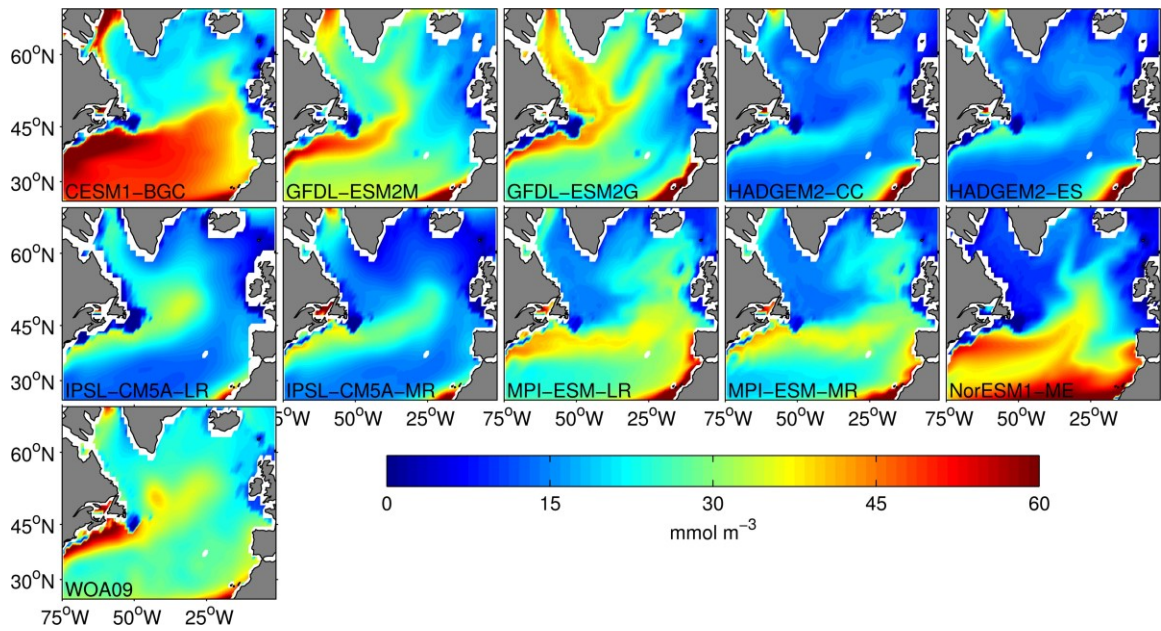 60°N
45°N
30°N
CESM1-BGC
GFDL-ESM2M
GFDL-ESM2G
HADGEM2-CC
HADGEM2-ES
60°N
45°N
30°N
IPSL-CM5A-LR
IPSL-CM5A-MR
MPI-ESM-LR
MPI-ESM-MR
NorESM1-ME
75°W 50°W 25°W 75°W 50°W 25°W 75°W 50°W 25°W 75°W 50°W 25°W
60°N
45°N
30°N
WOA09
75°W 50°W 25°W
0 15 30 45 60
mmol m⁻³